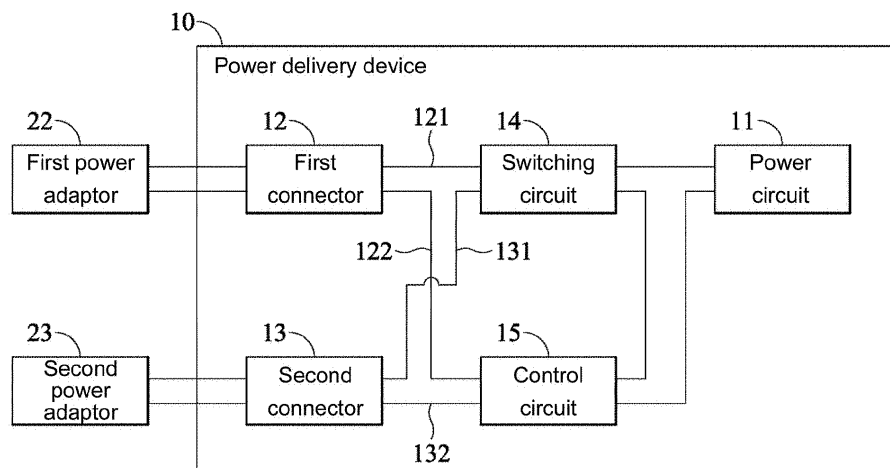 10
Power delivery device
22
12
121
14
11
First power
adaptor
First
connector
Switching
circuit
Power
circuit
122
131
23
13
15
Second
power
adaptor
Second
connector
Control
circuit
132